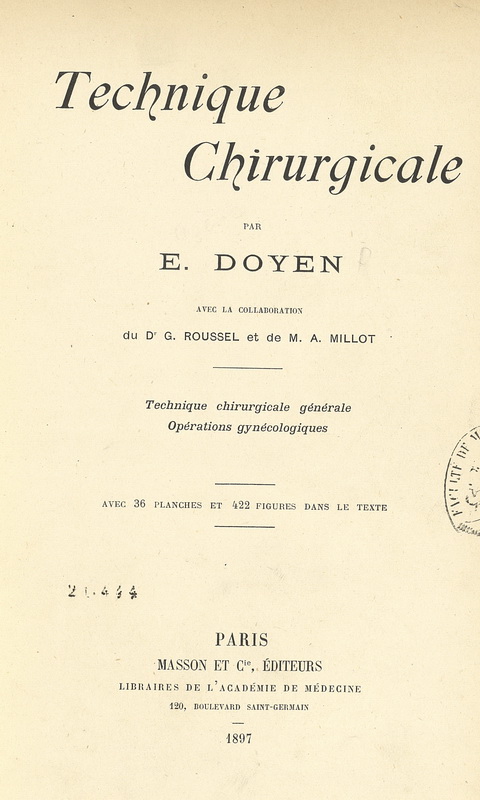 Technique
Chirurgicale
PAR
E. DOYEN
AVEC LA COLLABORATION
du Dr G. ROUSSEL et de M. A. MILLOT
Technique chirurgicale générale
Opérations gynécologiques
AVEC 36 PLANCHES ET 422 FIGURES DANS LE TEXTE
FACULTÉ DE
21.444
PARIS
MASSON ET Cie, ÉDITEURS
LIBRAIRES DE L'ACADÉMIE DE MÉDECINE
120, BOULEVARD SAINT-GERMAIN
1897